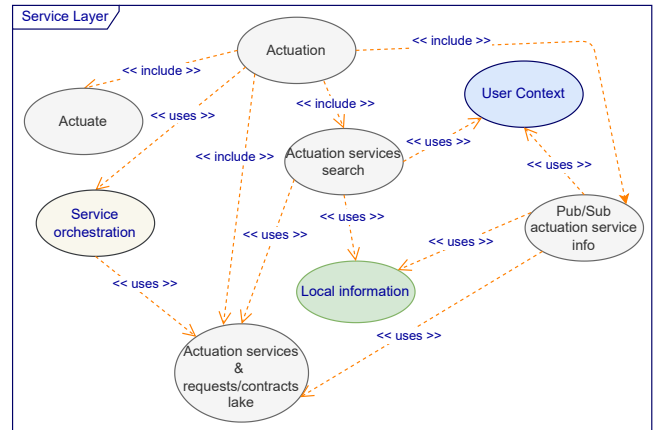 Service Layer
<< include >>
Actuation
<< include >>
<< include >>
User Context
Actuate
<< uses >>
<< include >>
Actuation services
search
<< uses >>
<< uses >>
Service
orchestration
<< uses >>
<< uses >>
<< uses >>
Pub/Sub
actuation service
info
<< uses >>
Local information
<< uses >>
Actuation services
&
requests/contracts
lake